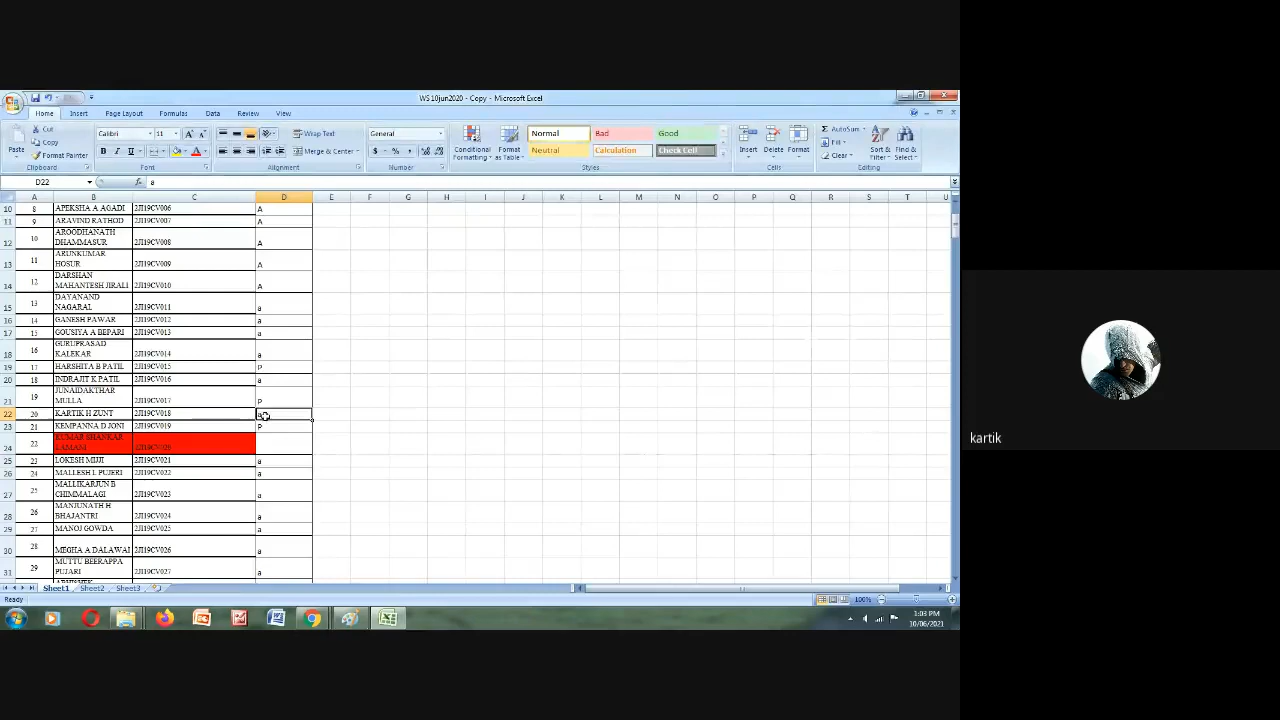 WS 10jun2020 - Copy - Microsoft Excel
Home Insert Page Layout Formulas Data Review View
Cut
Copy
Format Painter
Paste
Clipboard
Calibri 11
Font
Wrap Text
Merge & Center
Alignment
General
Number
Conditional Formatting
Format as Table
Normal Bad Good
Neutral Calculation Check Cell
Styles
Insert Delete Format
Cells
AutoSum
Fill
Clear
Sort & Filter
Find & Select
Editing
D22 a
A B C D E F G H I J K L M N O P Q R S T U
10 8 APEKSHA A AGADI 2JI19CV006 A
11 9 ARAVIND RATHOD 2JI19CV007 A
12 10 AROODHANATH DHAMMASUR 2JI19CV008 A
13 11 ARUNKUMAR HOSUR 2JI19CV009 A
14 12 DARSHAN MAHANTESH JIRALI 2JI19CV010 A
15 13 DAYANAND NAGARAL 2JI19CV011 a
16 14 GANESH PAWAR 2JI19CV012 a
17 15 GOUSIYA A BEPARI 2JI19CV013 a
18 16 GURUPRASAD KALEKAR 2JI19CV014 a
19 17 HARSHITA B PATIL 2JI19CV015 P
20 18 INDRAJIT K PATIL 2JI19CV016 a
21 19 JUNAIDAKTHAR MULLA 2JI19CV017 P
22 20 KARTIK H ZUNT 2JI19CV018 a
23 21 KEMPANNA D JONI 2JI19CV019 P
24 22 KUMAR SHANKAR LAMANI 2JI19CV020
25 23 LOKESH MIJJI 2JI19CV021 a
26 24 MALLESH L PUJERI 2JI19CV022 a
27 25 MALLIKARJUN B CHIMMALAGI 2JI19CV023 a
28 26 MANJUNATH H BHAJANTRI 2JI19CV024 a
29 27 MANOJ GOWDA 2JI19CV025 a
30 28 MEGHA A DALAWAI 2JI19CV026 a
31 29 MUTTU BEERAPPA PUJARI 2JI19CV027 a
Sheet1 Sheet2 Sheet3
Ready
100%
1:03 PM
10/06/2021
kartik